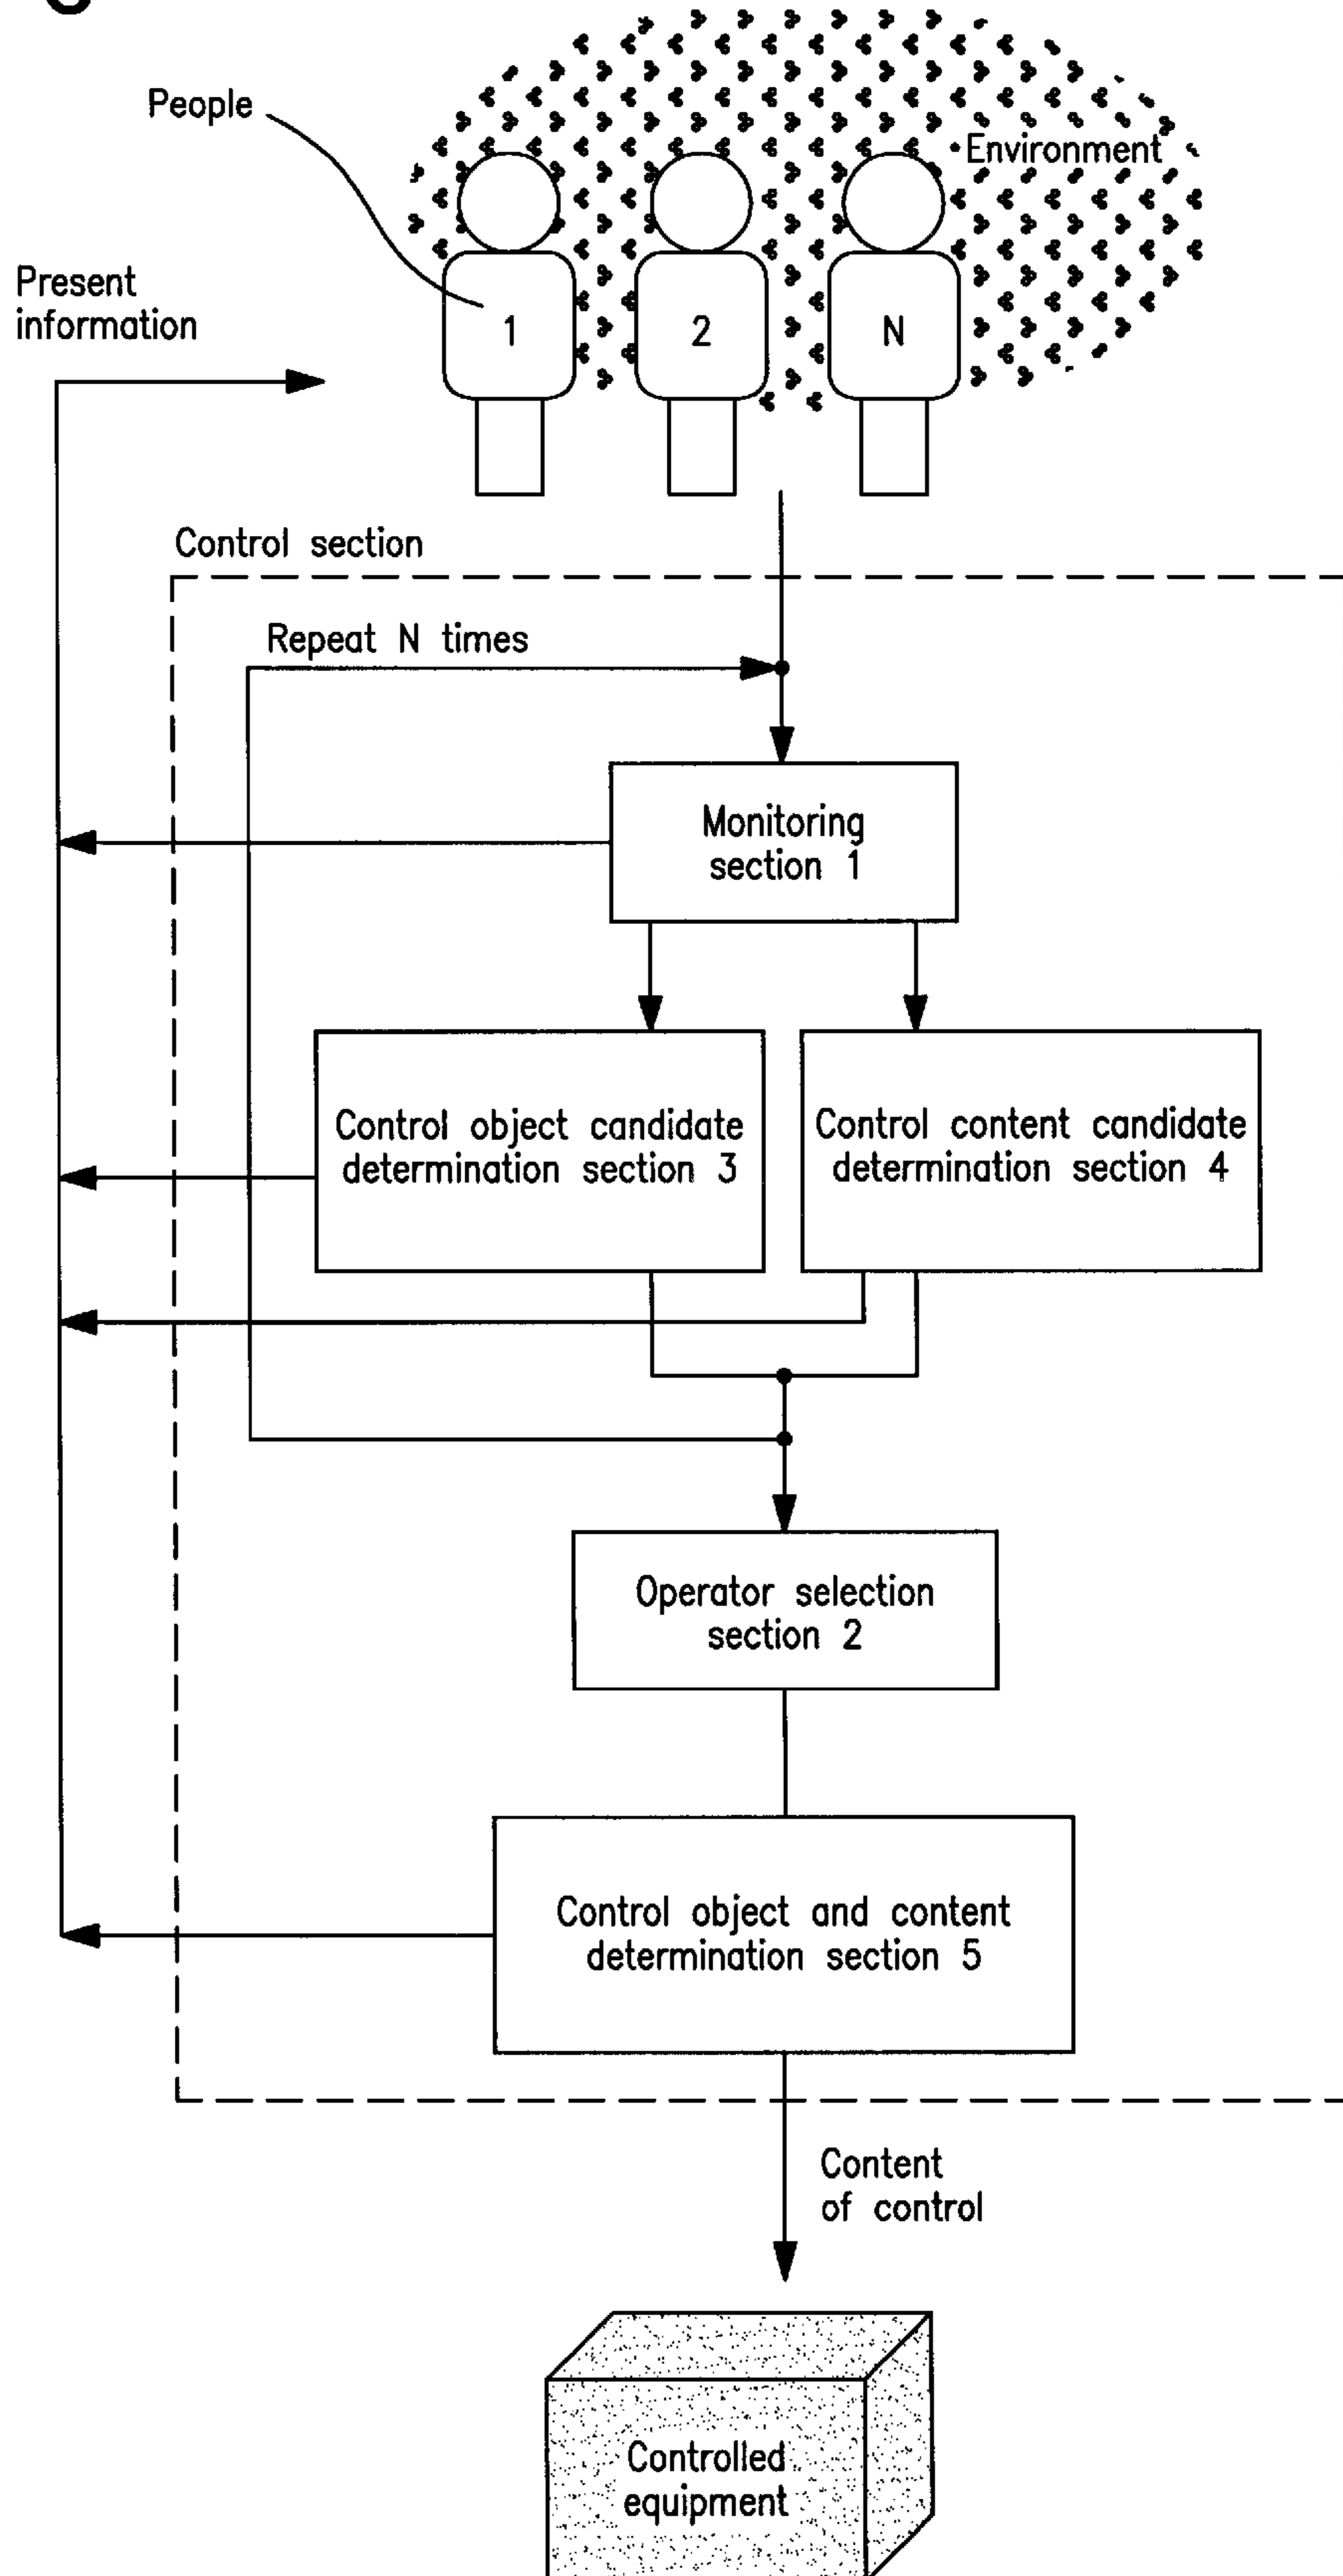 People
Environment
1
2
N
Present
information
Control section
Repeat N times
Monitoring
section 1
Control object candidate
determination section 3
Control content candidate
determination section 4
Operator selection
section 2
Control object and content
determination section 5
Content
of control
Controlled
equipment